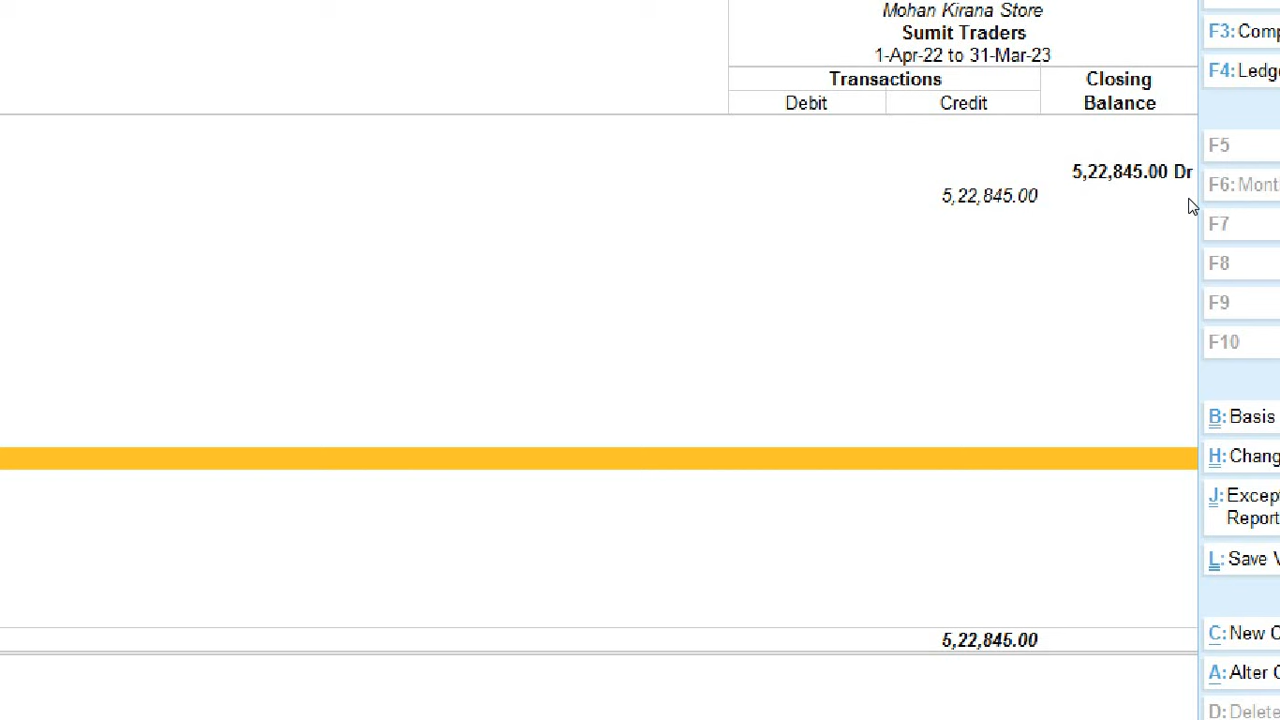 Mohan Kirana Store
Sumit Traders
1-Apr-22 to 31-Mar-23
Transactions
Closing Balance
Debit
Credit
5,22,845.00 Dr
5,22,845.00
5,22,845.00
F3: Comp
F4: Ledge
F5
F6: Mont
F7
F8
F9
F10
B: Basis
H: Chang
J: Except
Report
L: Save V
C: New C
A: Alter C
D: Delete